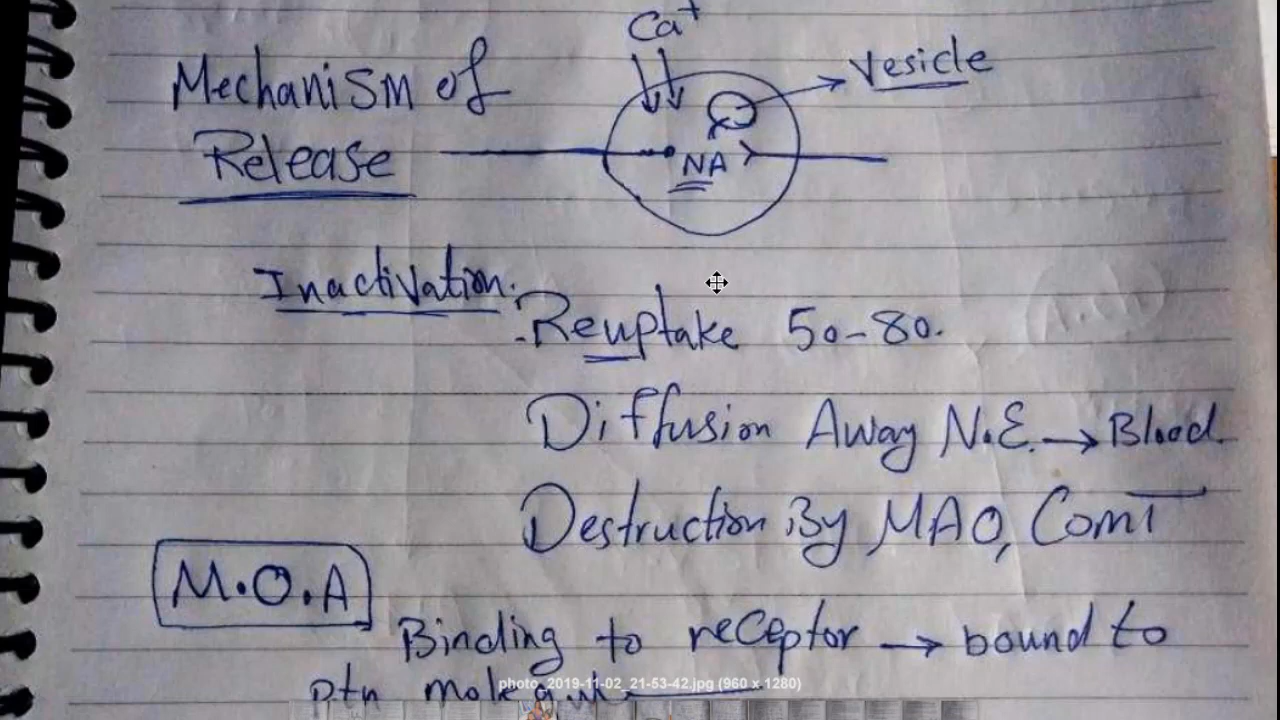 Ca+
Mechanism of
Vesicle
Release
NA
Inactivation:
- Reuptake 50-80.
Diffusion Away N.E. → Blood
Destruction By MAO, ComT
M.O.A
Binding to receptor → bound to
ptn
photo_2019-11-02_21-53-42.jpg (960 x 1280)